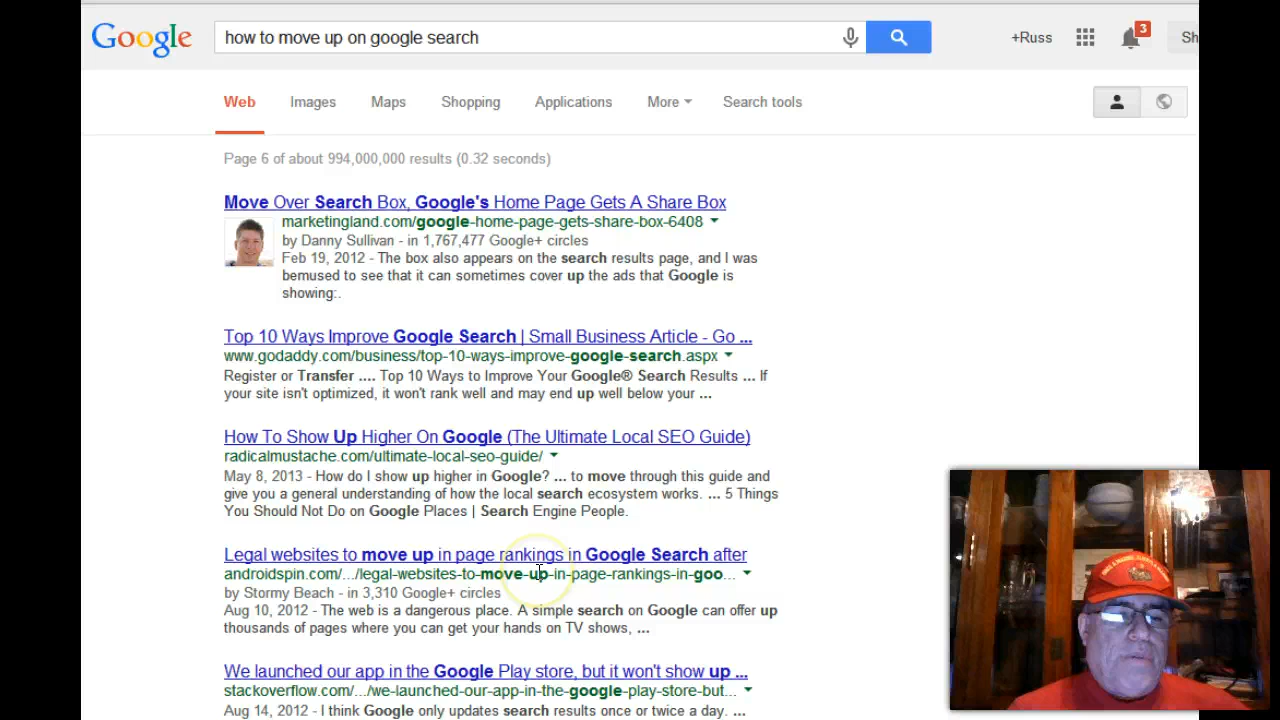 Google
how to move up on google search
+Russ
3
Sh
Web Images Maps Shopping Applications More Search tools
Page 6 of about 994,000,000 results (0.32 seconds)
Move Over Search Box, Google's Home Page Gets A Share Box
marketingland.com/google-home-page-gets-share-box-6408
by Danny Sullivan - in 1,767,477 Google+ circles
Feb 19, 2012 - The box also appears on the search results page, and I was
bemused to see that it can sometimes cover up the ads that Google is
showing:.
Top 10 Ways Improve Google Search | Small Business Article - Go ...
www.godaddy.com/business/top-10-ways-improve-google-search.aspx
Register or Transfer .... Top 10 Ways to Improve Your Google® Search Results ... If
your site isn't optimized, it won't rank well and may end up well below your ...
How To Show Up Higher On Google (The Ultimate Local SEO Guide)
radicalmustache.com/ultimate-local-seo-guide/
May 8, 2013 - How do I show up higher in Google? ... to move through this guide and
give you a general understanding of how the local search ecosystem works. ... 5 Things
You Should Not Do on Google Places | Search Engine People.
Legal websites to move up in page rankings in Google Search after
androidspin.com/.../legal-websites-to-move-up-in-page-rankings-in-goo...
by Stormy Beach - in 3,310 Google+ circles
Aug 10, 2012 - The web is a dangerous place. A simple search on Google can offer up
thousands of pages where you can get your hands on TV shows, ...
We launched our app in the Google Play store, but it won't show up ...
stackoverflow.com/.../we-launched-our-app-in-the-google-play-store-but...
Aug 14, 2012 - I think Google only updates search results once or twice a day. ...